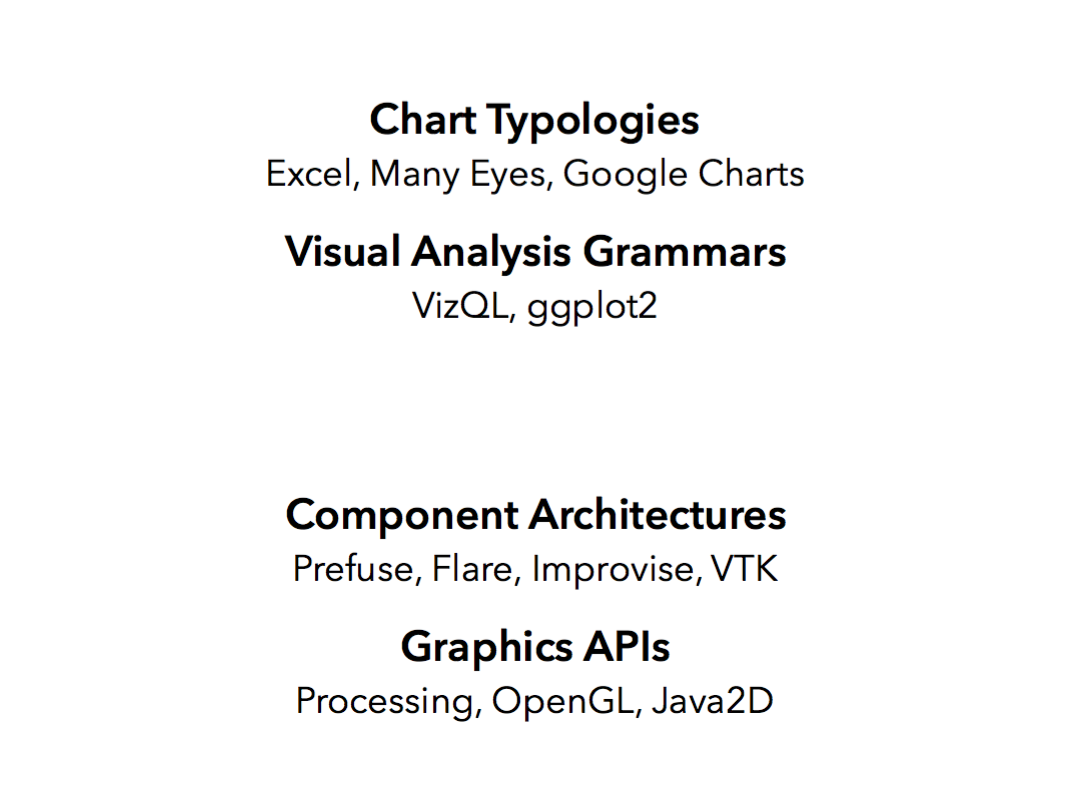 Chart Typologies
Excel, Many Eyes, Google Charts
Visual Analysis Grammars
VizQL, ggplot2
Component Architectures
Prefuse, Flare, Improvise, VTK
Graphics APIs
Processing, OpenGL, Java2D